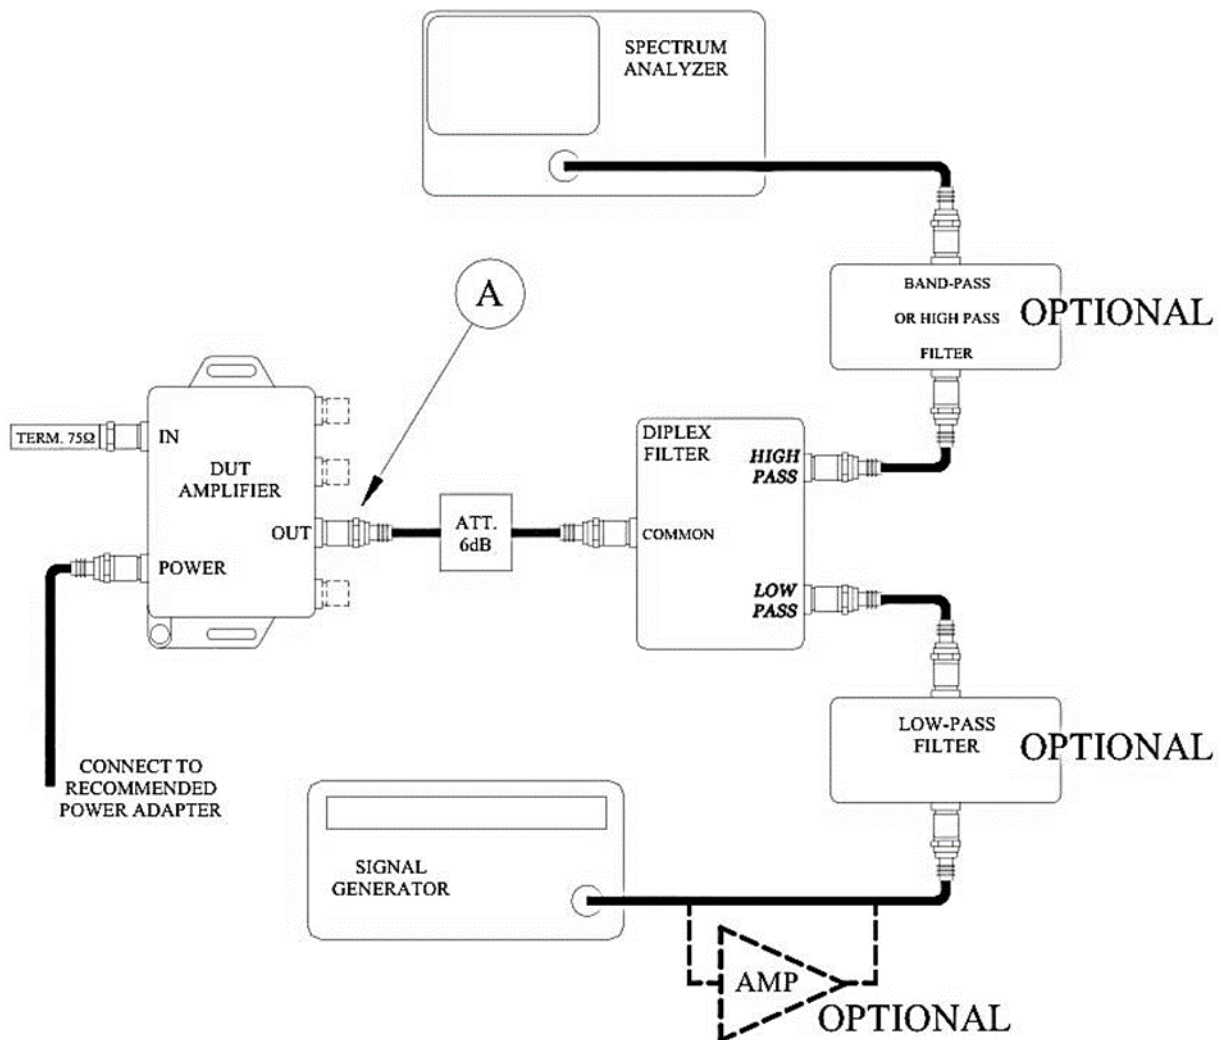 SPECTRUM
ANALYZER
BAND-PASS
OR HIGH PASS
FILTER
OPTIONAL
A
TERM. 75Ω
IN
DUT
AMPLIFIER
OUT
POWER
ATT.
6dB
DIPLEX
FILTER
HIGH
PASS
COMMON
LOW
PASS
LOW-PASS
FILTER
OPTIONAL
CONNECT TO
RECOMMENDED
POWER ADAPTER
SIGNAL
GENERATOR
AMP
OPTIONAL